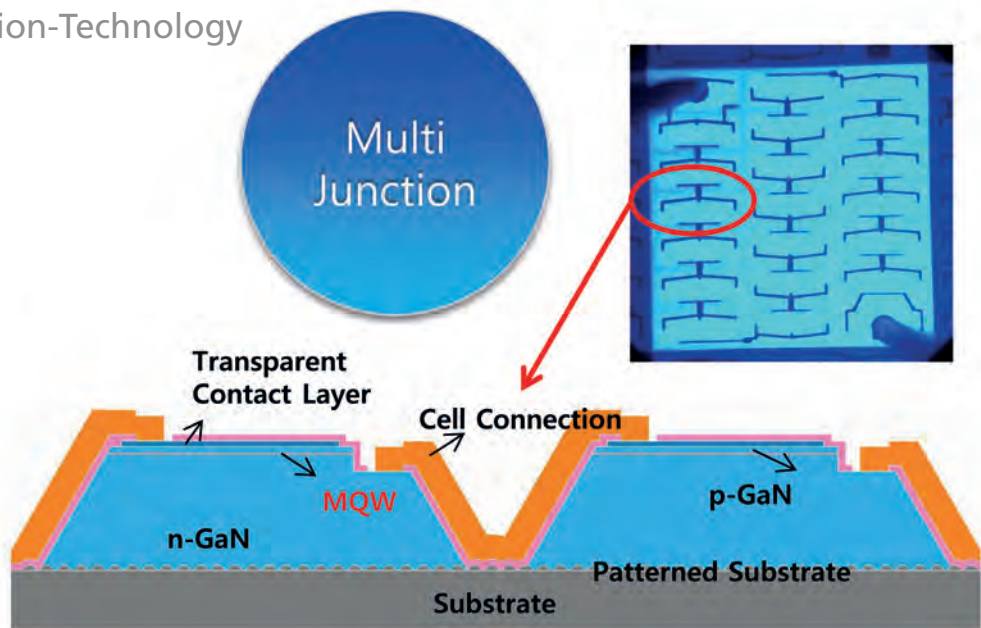 ion-Technology
Multi
Junction
Transparent
Contact Layer
Cell Connection
MQW
p-GaN
n-GaN
Patterned Substrate
Substrate